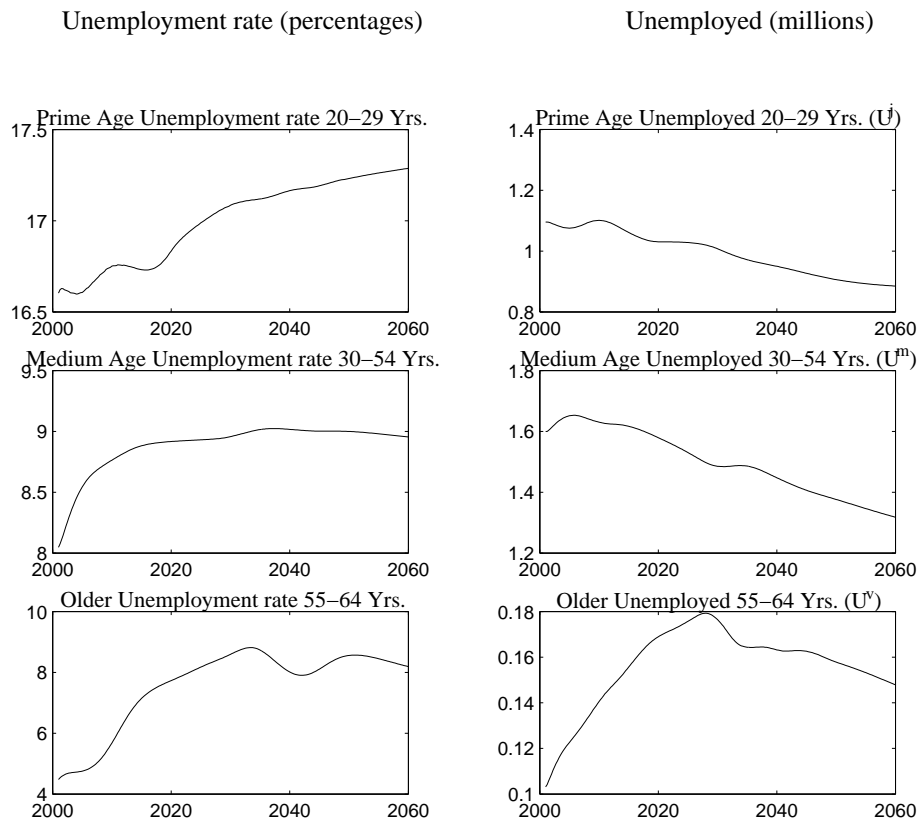 Unemployment rate (percentages)
Unemployed (millions)
Prime Age Unemployment rate 20−29 Yrs.
17.5
17
16.5
2000 2020 2040 2060
Prime Age Unemployed 20−29 Yrs. (U^j)
1.4
1.2
1
0.8
2000 2020 2040 2060
Medium Age Unemployment rate 30−54 Yrs.
9.5
9
8.5
8
2000 2020 2040 2060
Medium Age Unemployed 30−54 Yrs. (U^m)
1.8
1.6
1.4
1.2
2000 2020 2040 2060
Older Unemployment rate 55−64 Yrs.
10
8
6
4
2000 2020 2040 2060
Older Unemployed 55−64 Yrs. (U^v)
0.18
0.16
0.14
0.12
0.1
2000 2020 2040 2060